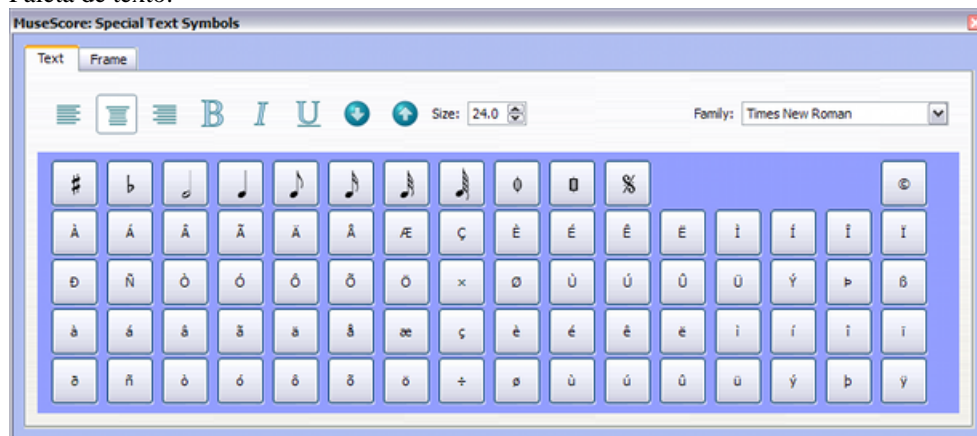 Paleta de texto:
MuseScore: Special Text Symbols
Text Frame
B I U Size: 24.0 Family: Times New Roman
♯ ♭ 𝅗𝅥 ♩ ♪ 𝅘𝅥𝅯 𝅘𝅥𝅰 𝅘𝅥𝅱 𝄌 𝄋 ©
À Á Â Ã Ä Å Æ Ç È É Ê Ë Ì Í Î Ï
Ð Ñ Ò Ó Ô Õ Ö × Ø Ù Ú Û Ü Ý Þ ß
à á â ã ä å æ ç è é ê ë ì í î ï
ð ñ ò ó ô õ ö ÷ ø ù ú û ü ý þ ÿ